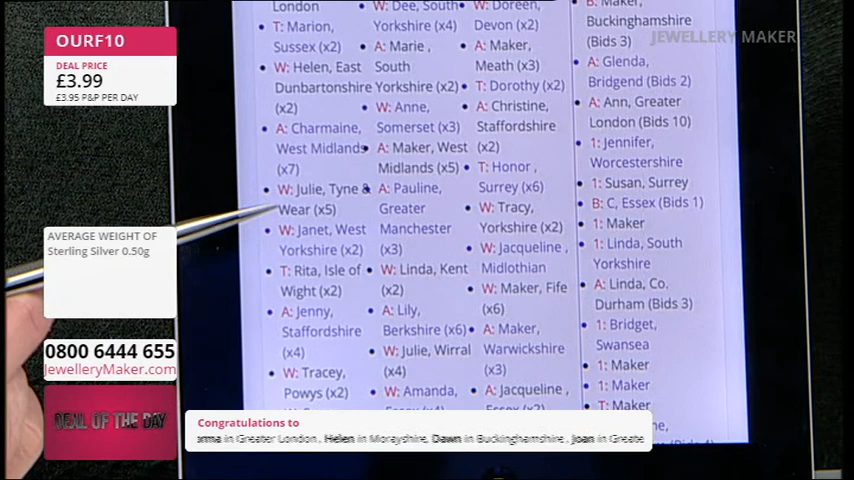 OURF10
DEAL PRICE
£3.99
£3.95 P&P PER DAY
AVERAGE WEIGHT OF
Sterling Silver 0.50g
0800 6444 655
JewelleryMaker.com
DEAL OF THE DAY
JEWELLERY MAKER
London
T: Marion,
Sussex (x2)
W: Helen, East
Dunbartonshire
(x2)
A: Charmaine,
West Midlands
(x7)
W: Julie, Tyne &
Wear (x5)
W: Janet, West
Yorkshire (x2)
T: Rita, Isle of
Wight (x2)
A: Jenny,
Staffordshire
(x4)
W: Tracey,
Powys (x2)
W: Dee, South
Yorkshire (x4)
A: Marie ,
South
Yorkshire (x2)
W: Anne,
Somerset (x3)
A: Maker, West
Midlands (x5)
A: Pauline,
Greater
Manchester
(x3)
W: Linda, Kent
(x2)
A: Lily,
Berkshire (x6)
W: Julie, Wirral
(x4)
W: Amanda,
Essex (x4)
W: Doreen,
Devon (x2)
A: Maker,
Meath (x3)
T: Dorothy (x2)
A: Christine,
Staffordshire
(x2)
T: Honor ,
Surrey (x6)
W: Tracy,
Yorkshire (x2)
W: Jacqueline ,
Midlothian
W: Maker, Fife
(x6)
A: Maker,
Warwickshire
(x3)
A: Jacqueline ,
Essex (x2)
B: Maker,
Buckinghamshire
(Bids 3)
A: Glenda,
Bridgend (Bids 2)
A: Ann, Greater
London (Bids 10)
1: Jennifer,
Worcestershire
1: Susan, Surrey
B: C, Essex (Bids 1)
1: Maker
1: Linda, South
Yorkshire
A: Linda, Co.
Durham (Bids 3)
1: Bridget,
Swansea
1: Maker
1: Maker
T: Maker
Congratulations to
orma in Greater London , Helen in Morayshire, Dawn in Buckinghamshire , Joan in Greate